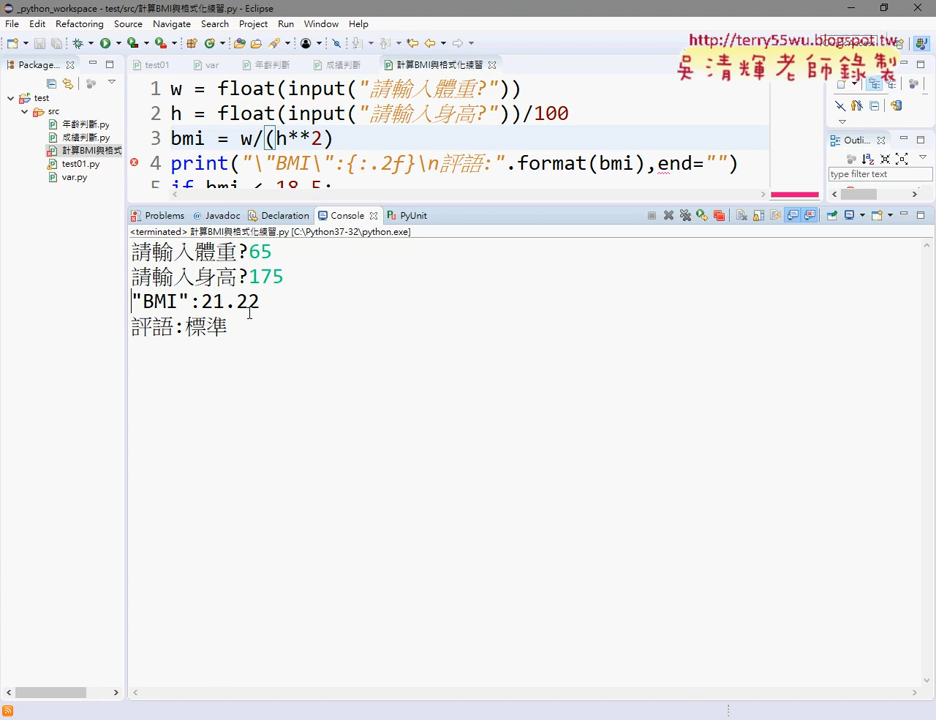 _python_workspace - test/src/計算BMI與格式化練習.py - Eclipse
File Edit Refactoring Source Navigate Search Project Run Window Help
http://terry55wu.blogspot.tw
吳清輝老師錄製
Package...
test01
var
年齡判斷
成績判斷
計算BMI與格式化練習
test
src
年齡判斷.py
成績判斷.py
計算BMI與格式
test01.py
var.py
1 w = float(input("請輸入體重?"))
2 h = float(input("請輸入身高?"))/100
3 bmi = w/(h**2)
4 print("\"BMI\":{:.2f}\n評語:".format(bmi),end="")
5 if bmi < 18.5:
Outli...
type filter text
Problems Javadoc Declaration Console PyUnit
<terminated> 計算BMI與格式化練習.py [C:\Python37-32\python.exe]
請輸入體重?65
請輸入身高?175
"BMI":21.22
評語:標準